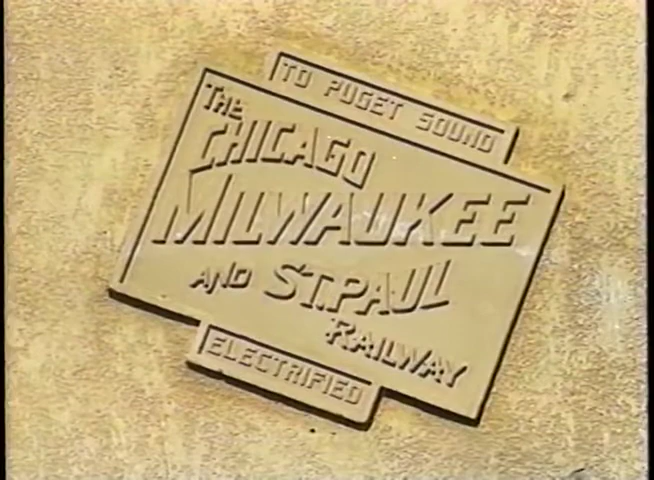 TO PUGET SOUND
THE
CHICAGO
MILWAUKEE
AND ST. PAUL
RAILWAY
ELECTRIFIED